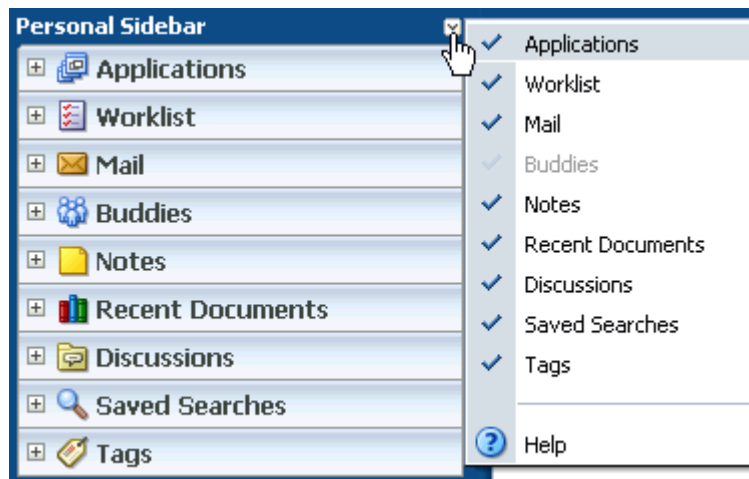 Personal Sidebar
Applications
Worklist
Mail
Buddies
Notes
Recent Documents
Discussions
Saved Searches
Tags
Applications
Worklist
Mail
Buddies
Notes
Recent Documents
Discussions
Saved Searches
Tags
Help